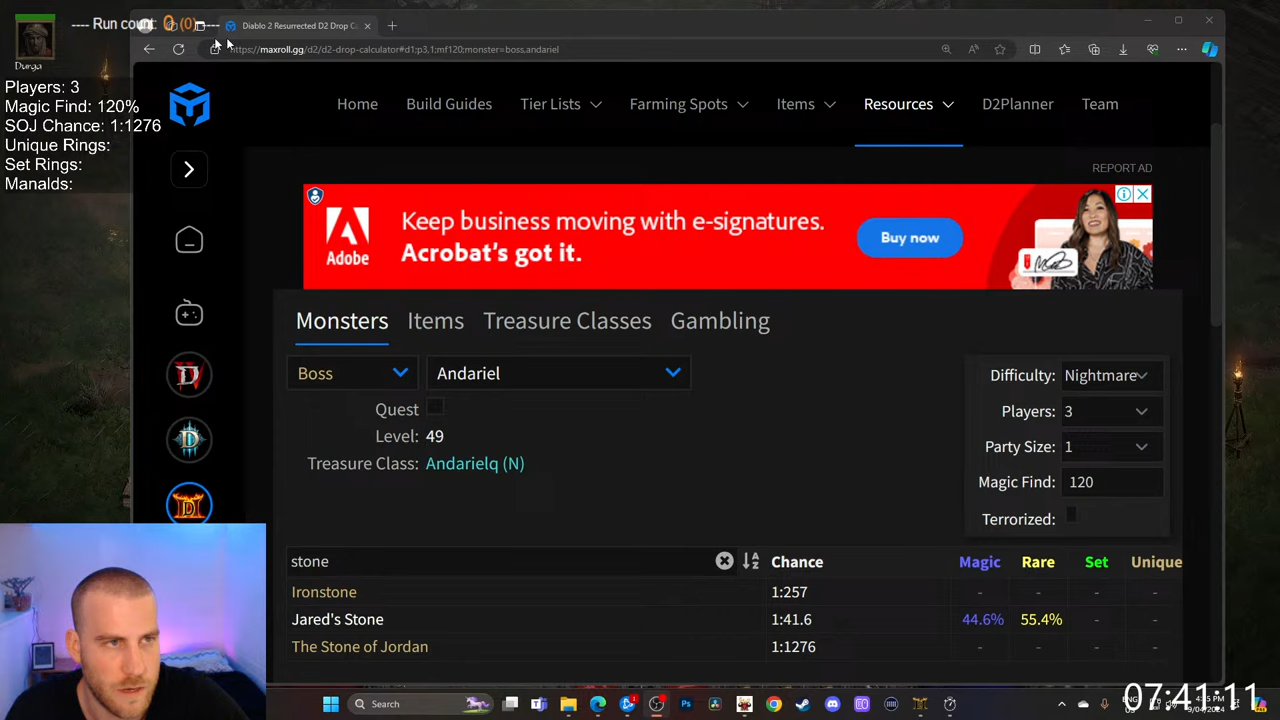 ---- Run count: 0 (0) ----
Diablo 2 Resurrected D2 Drop C
Durga
https://maxroll.gg/d2/d2-drop-calculator#d1:p3,1;mf120;monster=boss,andariel
Players: 3
Magic Find: 120%
SOJ Chance: 1:1276
Unique Rings:
Set Rings:
Manalds:
Home
Build Guides
Tier Lists
Farming Spots
Items
Resources
D2Planner
Team
REPORT AD
Adobe
Keep business moving with e-signatures.
Acrobat's got it.
Buy now
Monsters
Items
Treasure Classes
Gambling
Boss
Andariel
Quest
Level: 49
Treasure Class: Andarielq (N)
Difficulty: Nightmare
Players: 3
Party Size: 1
Magic Find: 120
Terrorized:
stone
Chance
Magic
Rare
Set
Unique
Ironstone
1:257
- - - -
Jared's Stone
1:41.6
44.6% 55.4% - -
The Stone of Jordan
1:1276
- - - -
Search
07:41:11